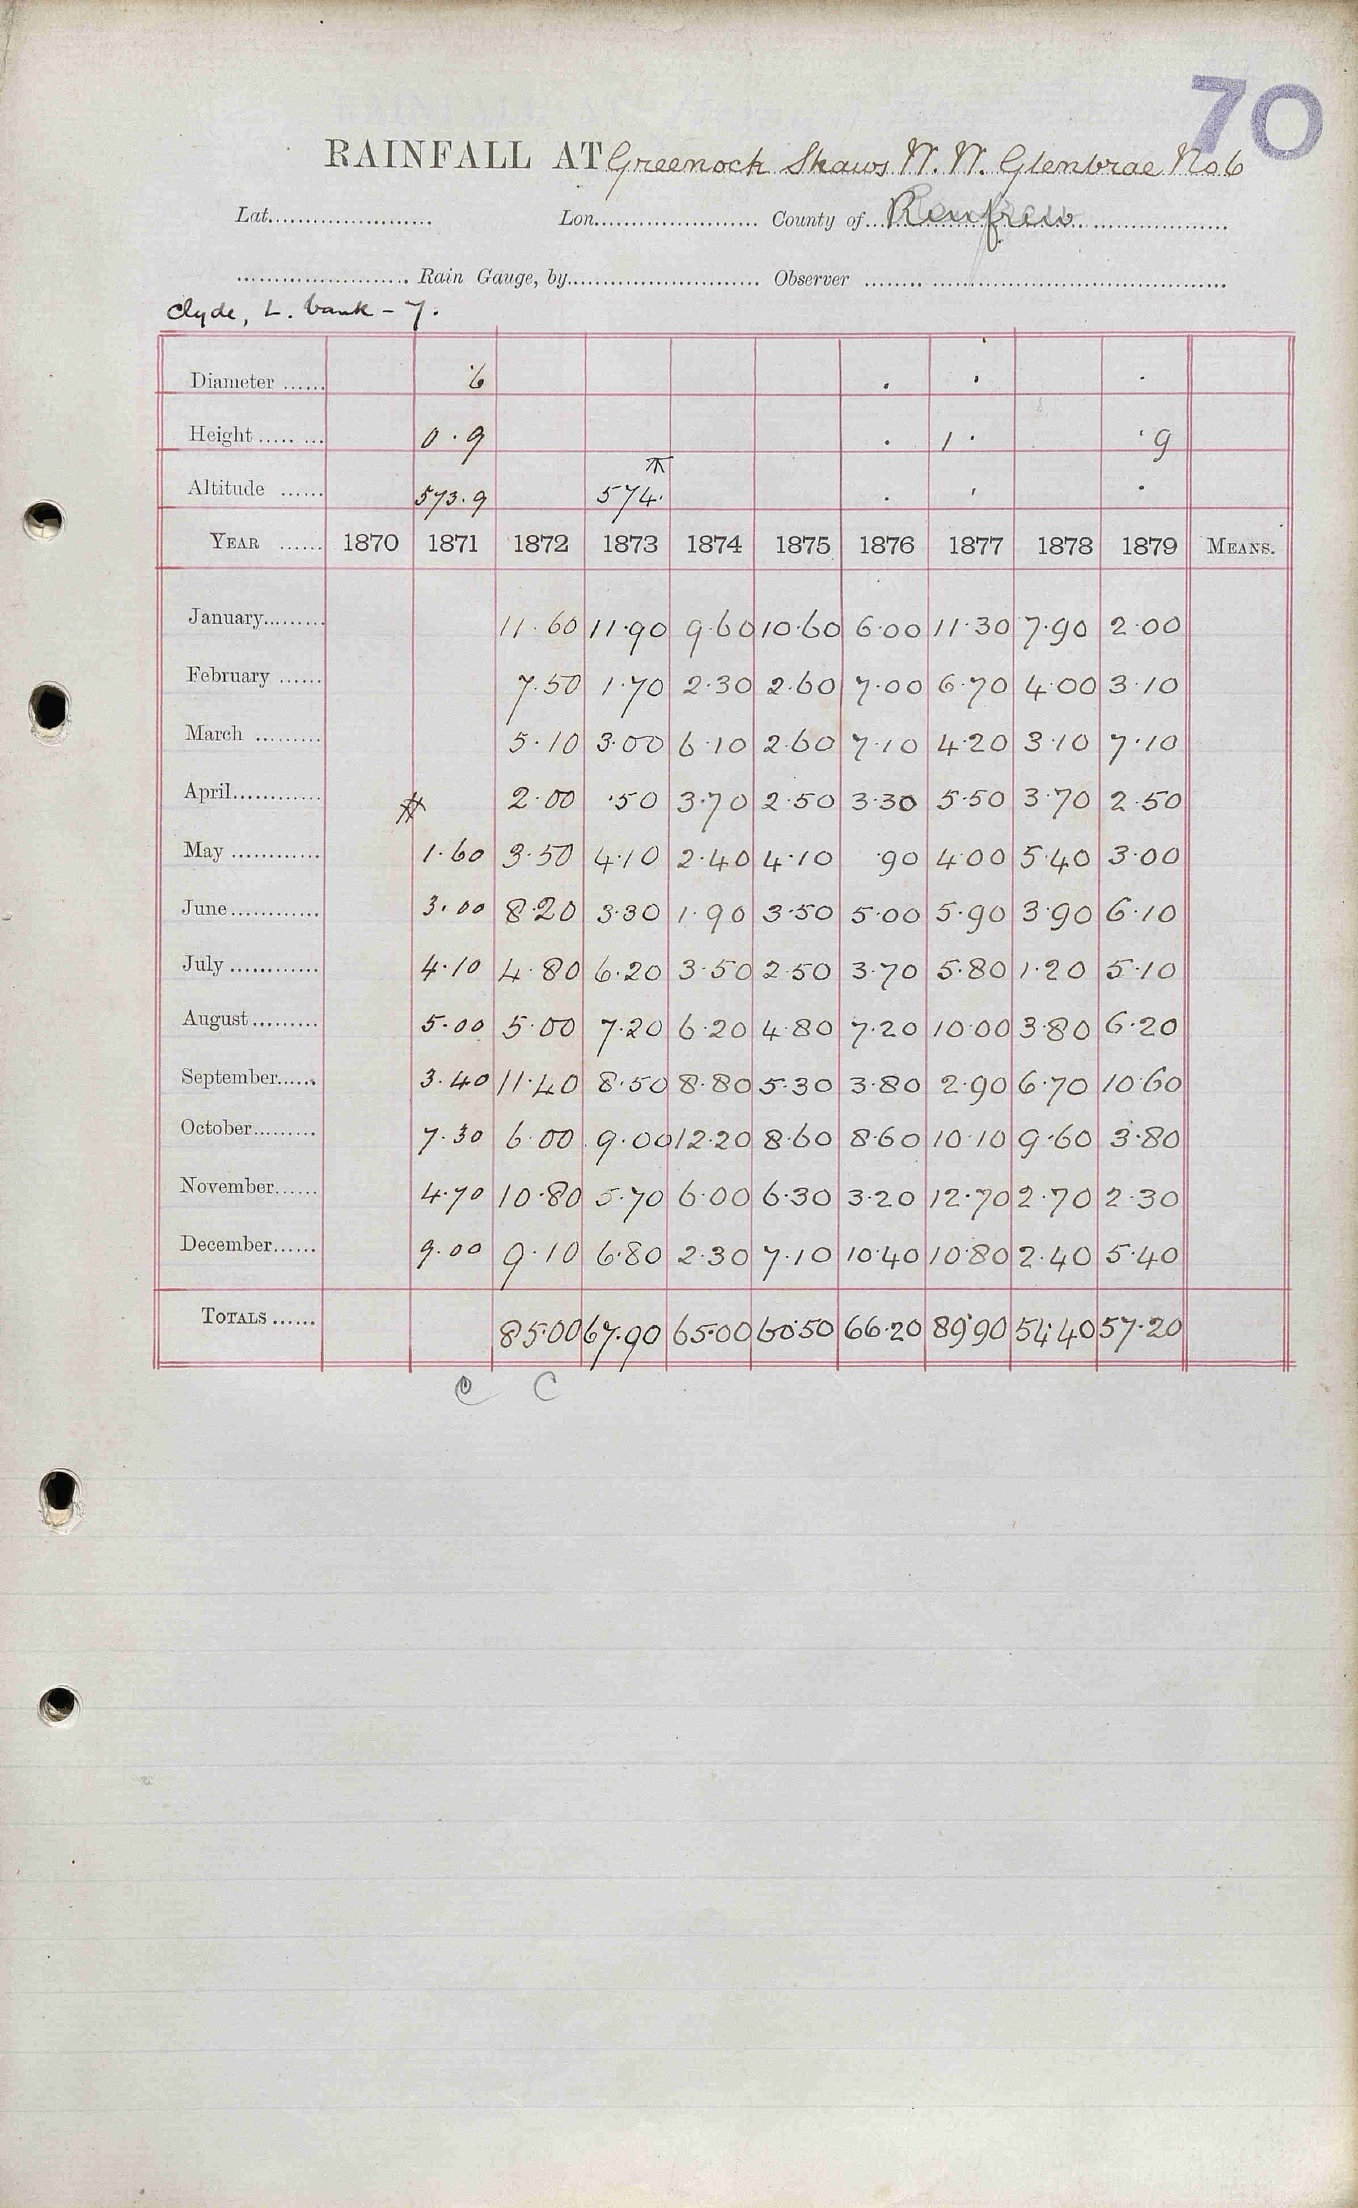 70
RAINFALL AT Greenock Shaws W. W. Glenbrae No 6
Lat...................... Lon...................... County of... Renfrew
...................... Rain Gauge, by.......................... Observer ........
Clyde, L. bank - 7.
Diameter ...... 6 . . .
Height ........ 0.9 . 1. .9
Altitude ...... 573.9 574. . . .
YEAR ...... 1870 1871 1872 1873 1874 1875 1876 1877 1878 1879 MEANS.
January......... 11.60 11.90 9.60 10.60 6.00 11.30 7.90 2.00
February ...... 7.50 1.70 2.30 2.60 7.00 6.70 4.00 3.10
March ......... 5.10 3.00 6.10 2.60 7.10 4.20 3.10 7.10
April............ 2.00 .50 3.70 2.50 3.30 5.50 3.70 2.50
May ............ 1.60 3.50 4.10 2.40 4.10 .90 4.00 5.40 3.00
June............ 3.00 8.20 3.30 1.90 3.50 5.00 5.90 3.90 6.10
July ............ 4.10 4.80 6.20 3.50 2.50 3.70 5.80 1.20 5.10
August......... 5.00 5.00 7.20 6.20 4.80 7.20 10.00 3.80 6.20
September...... 3.40 11.40 8.50 8.80 5.30 3.80 2.90 6.70 10.60
October......... 7.30 6.00 9.00 12.20 8.60 8.60 10.10 9.60 3.80
November...... 4.70 10.80 5.70 6.00 6.30 3.20 12.70 2.70 2.30
December...... 9.00 9.10 6.80 2.30 7.10 10.40 10.80 2.40 5.40
TOTALS ...... 85.00 67.90 65.00 60.50 66.20 89.90 54.40 57.20
C C